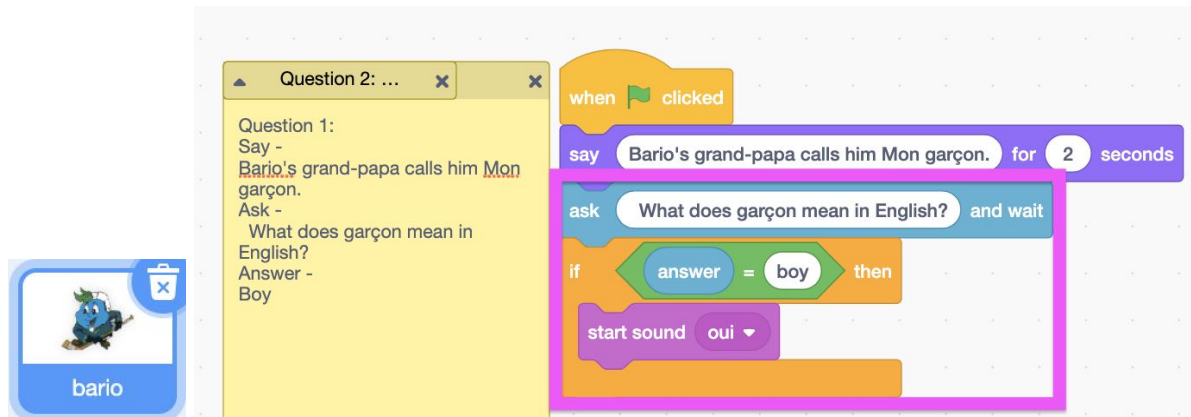 Question 2: ...
Question 1:
Say -
Bario's grand-papa calls him Mon
garçon.
Ask -
What does garçon mean in
English?
Answer -
Boy
when clicked
say Bario's grand-papa calls him Mon garçon. for 2 seconds
ask What does garçon mean in English? and wait
if answer = boy then
start sound oui
bario